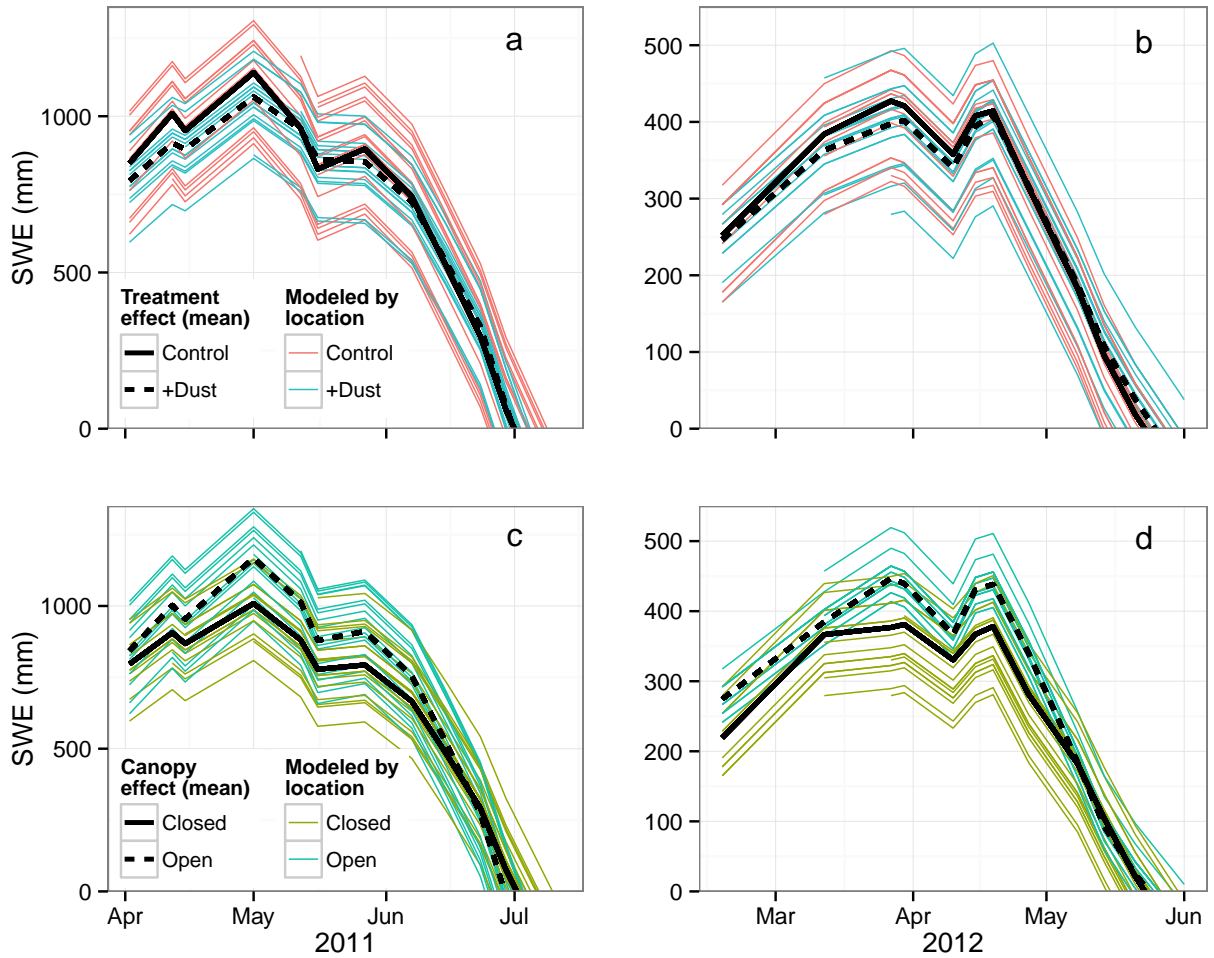 a
SWE (mm)
1000
500
0
Treatment effect (mean)
Control
+Dust
Modeled by location
Control
+Dust
b
500
400
300
200
100
0
Mar
Apr
May
Jun
c
SWE (mm)
1000
500
0
Canopy effect (mean)
Closed
Open
Modeled by location
Closed
Open
Apr
May
Jun
Jul
2011
d
500
400
300
200
100
0
2012